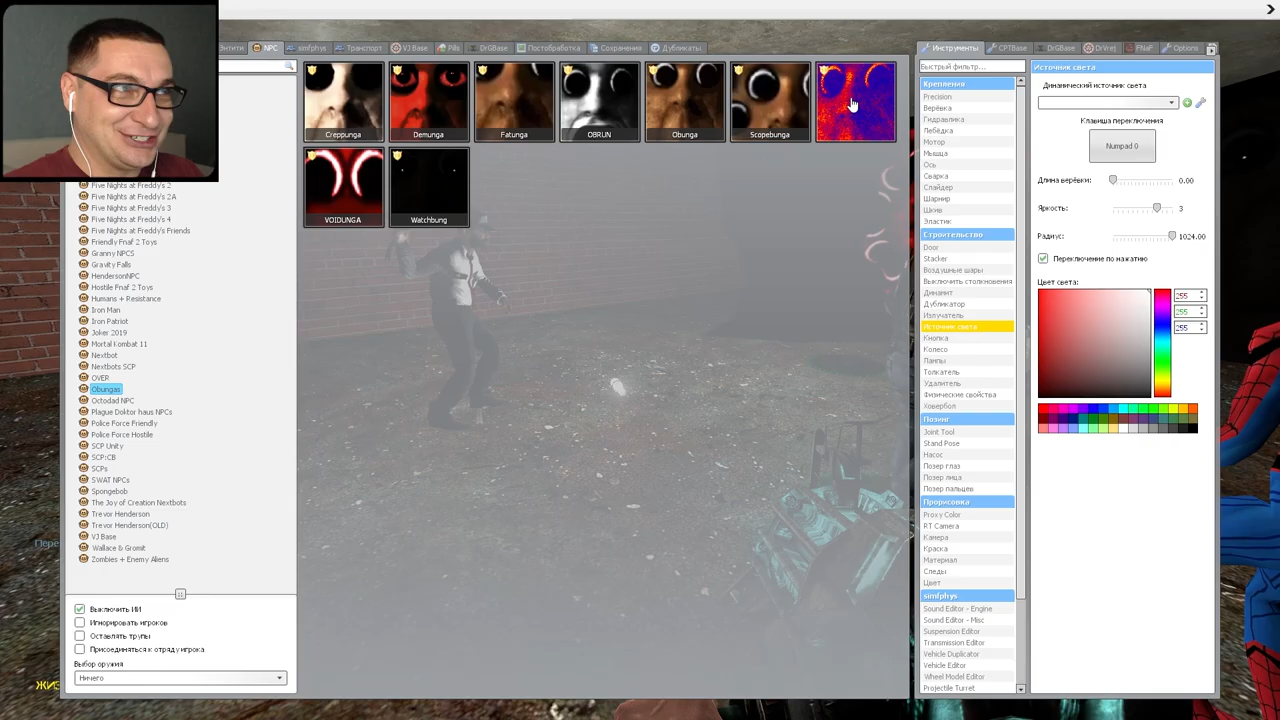 Энтити NPC simfphys Транспорт VJ Base Pills DrGBase Постобработка Сохранения Дубликаты
Инструменты CPTBase DrGBase DrVrej FNaF Options
Five Nights at Freddy's 2
Five Nights at Freddy's 2A
Five Nights at Freddy's 3
Five Nights at Freddy's 4
Five Nights at Freddy's Friends
Friendly Fnaf 2 Toys
Granny NPCS
Gravity Falls
HendersonNPC
Hostile Fnaf 2 Toys
Humans + Resistance
Iron Man
Iron Patriot
Joker 2019
Mortal Kombat 11
Nextbot
Nextbots SCP
OVER
Obungas
Octodad NPC
Plague Doktor haus NPCs
Police Force Friendly
Police Force Hostile
SCP Unity
SCP:CB
SCPs
SWAT NPCs
Spongebob
The Joy of Creation Nextbots
Trevor Henderson
Trevor Henderson(OLD)
VJ Base
Wallace & Gromit
Zombies + Enemy Aliens
Выключить ИИ
Игнорировать игроков
Оставлять трупы
Присоединяться к отряду игрока
Выбор оружия
Ничего
Creppunga Demunga Fatunga OBRUN Obunga Scopebunga
VOIDUNGA Watchbung
Быстрый фильтр...
Крепления
Precision
Верёвка
Гидравлика
Лебёдка
Мотор
Мышца
Ось
Сварка
Слайдер
Шарнир
Шкив
Эластик
Строительство
Door
Stacker
Воздушные шары
Выключить столкновения
Динамит
Дубликатор
Излучатель
Источник света
Кнопка
Колесо
Лампы
Толкатель
Удалитель
Физические свойства
Ховербол
Позинг
Joint Tool
Stand Pose
Насос
Позер глаз
Позер лица
Позер пальцев
Прорисовка
Proxy Color
RT Camera
Камера
Краска
Материал
Следы
Цвет
simfphys
Sound Editor - Engine
Sound Editor - Misc
Suspension Editor
Transmission Editor
Vehicle Duplicator
Vehicle Editor
Wheel Model Editor
Projectile Turret
Источник света
Динамический источник света
Клавиша переключения
Numpad 0
Длина верёвки: 0.00
Яркость: 3
Радиус: 1024.00
Переключение по нажатию
Цвет света:
255
255
255
Пере
ЖИЗ